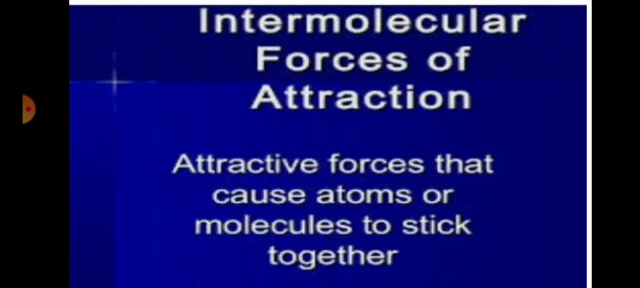 Intermolecular
Forces of
Attraction
Attractive forces that
cause atoms or
molecules to stick
together